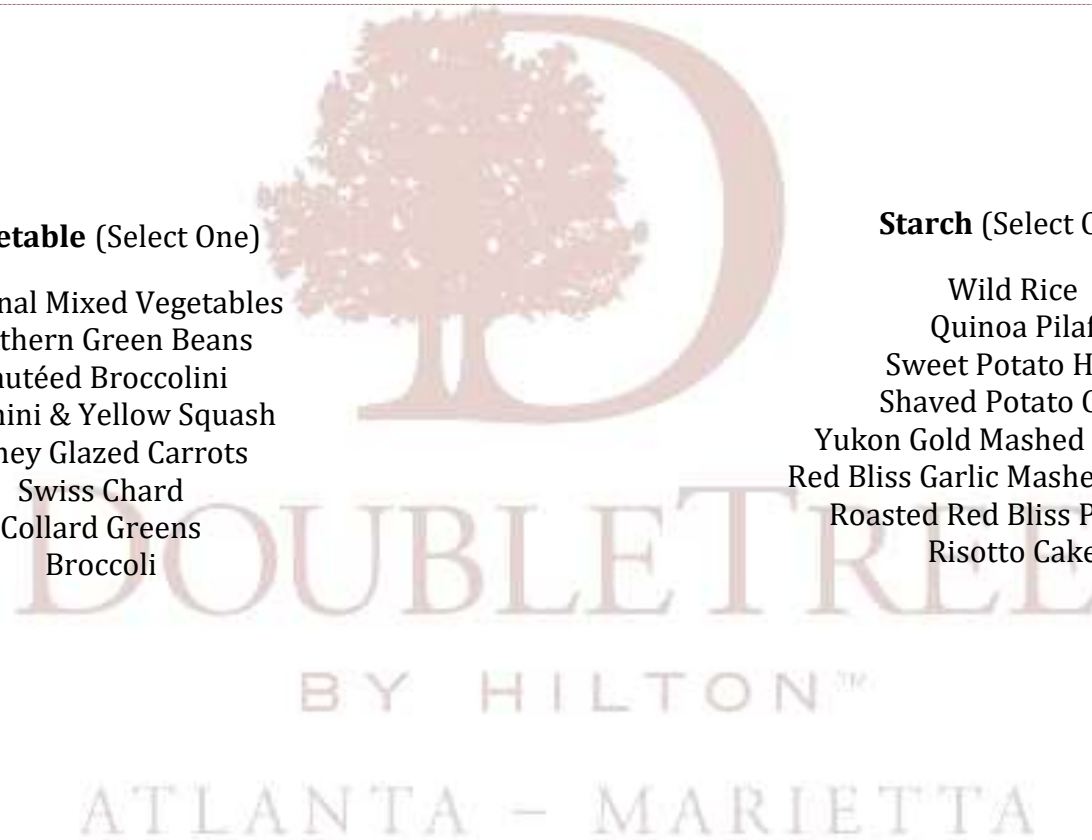 etable (Select One)
nal Mixed Vegetables
thern Green Beans
utéed Broccolini
ini & Yellow Squash
ney Glazed Carrots
Swiss Chard
Collard Greens
Broccoli
Starch (Select O
Wild Rice
Quinoa Pilaf
Sweet Potato H
Shaved Potato
Yukon Gold Mashed
Red Bliss Garlic Mashe
Roasted Red Bliss P
Risotto Cake
D
DOUBLETREE
BY HILTON™
ATLANTA – MARIETTA